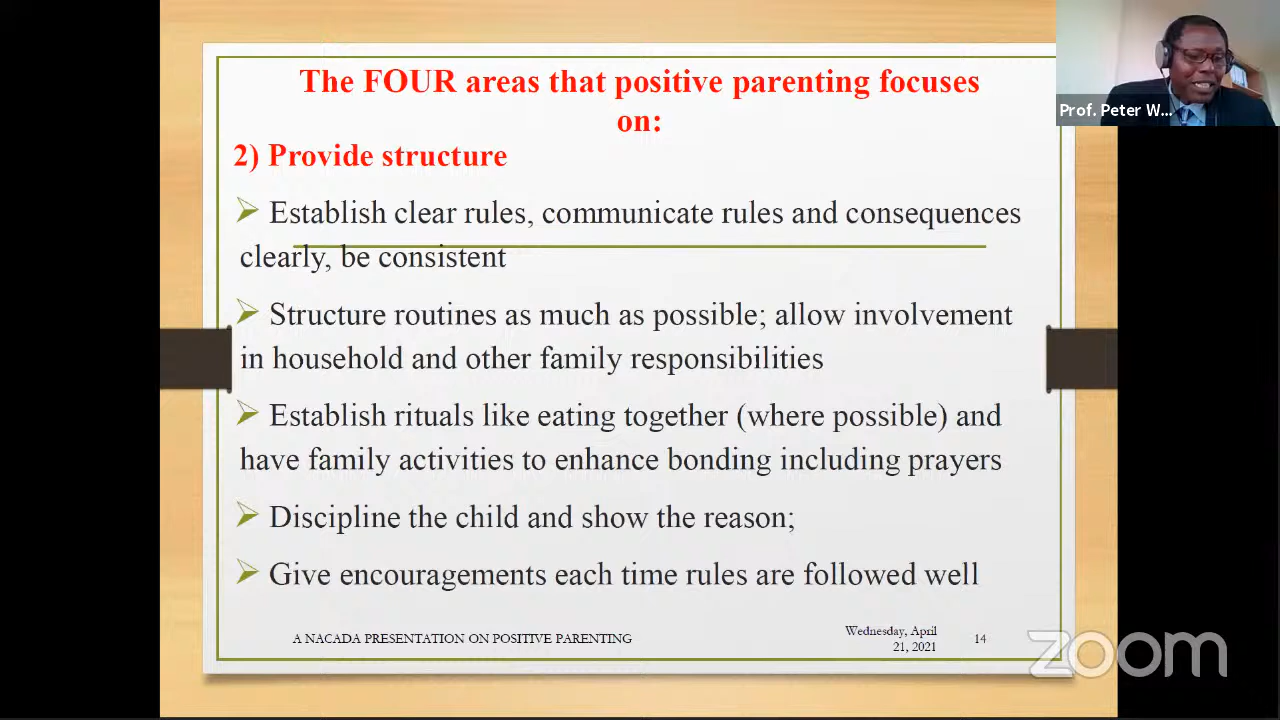 The FOUR areas that positive parenting focuses
on:
2) Provide structure
Establish clear rules, communicate rules and consequences
clearly, be consistent
Structure routines as much as possible; allow involvement
in household and other family responsibilities
Establish rituals like eating together (where possible) and
have family activities to enhance bonding including prayers
Discipline the child and show the reason;
Give encouragements each time rules are followed well
A NACADA PRESENTATION ON POSITIVE PARENTING
Wednesday, April
21, 2021
14
Prof. Peter W...
zoom